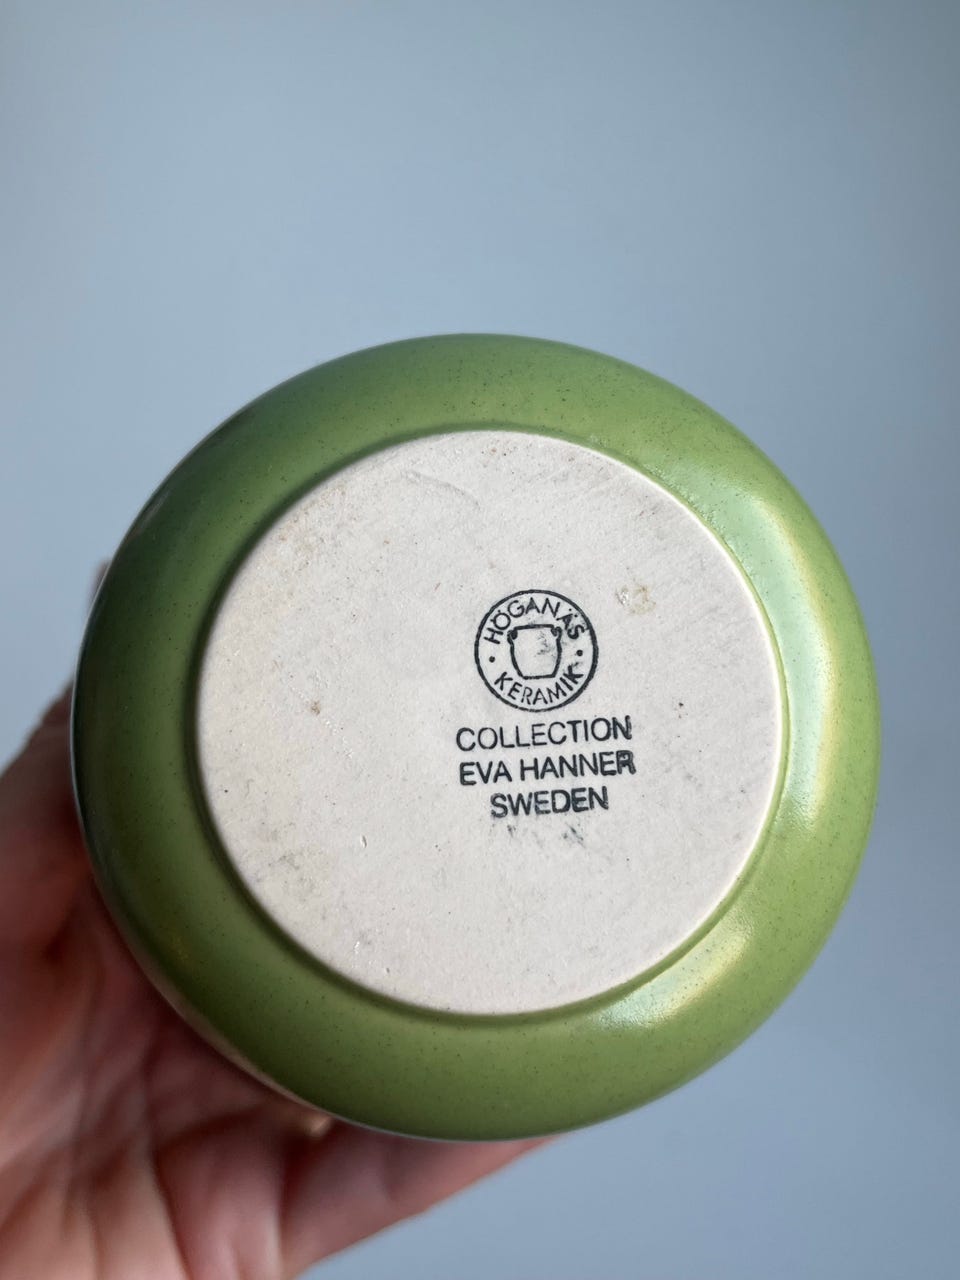 HÖGANÄS
KERAMIK
COLLECTION
EVA HANNER
SWEDEN